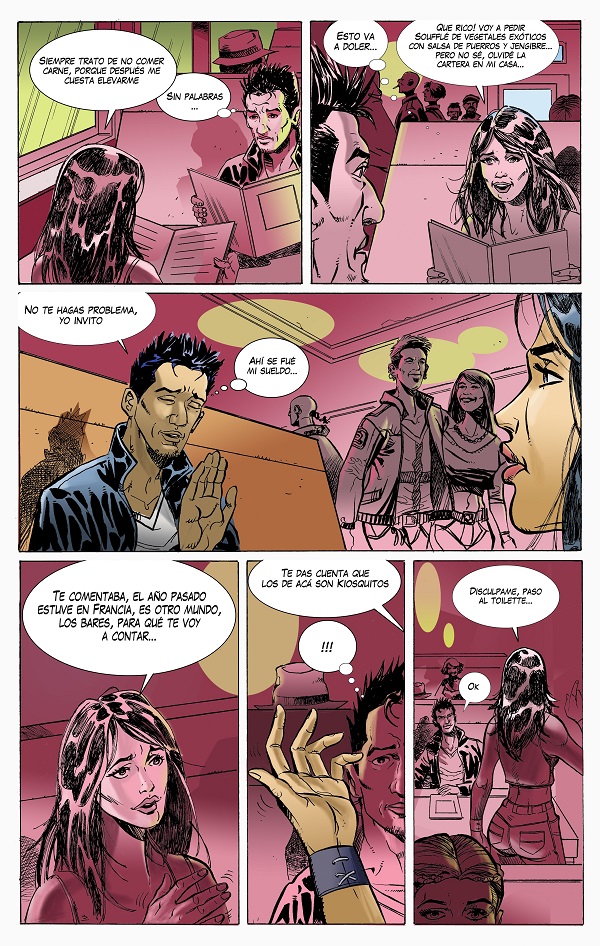 Siempre trato de no comer
carne, porque después me
cuesta elevarme
Sin palabras
...
Esto va
a doler...
Que rico! voy a pedir
Soufflé de vegetales exóticos
con salsa de puerros y jengibre...
pero no sé, olvidé la
cartera en mi casa...
No te hagas problema,
yo invito
Ahí se fué
mi sueldo...
Te comentaba, el año pasado
estuve en Francia, es otro mundo,
los bares, para qué te voy
a contar...
Te das cuenta que
los de acá son Kiosquitos
!!!
Disculpame, paso
al toilette...
Ok